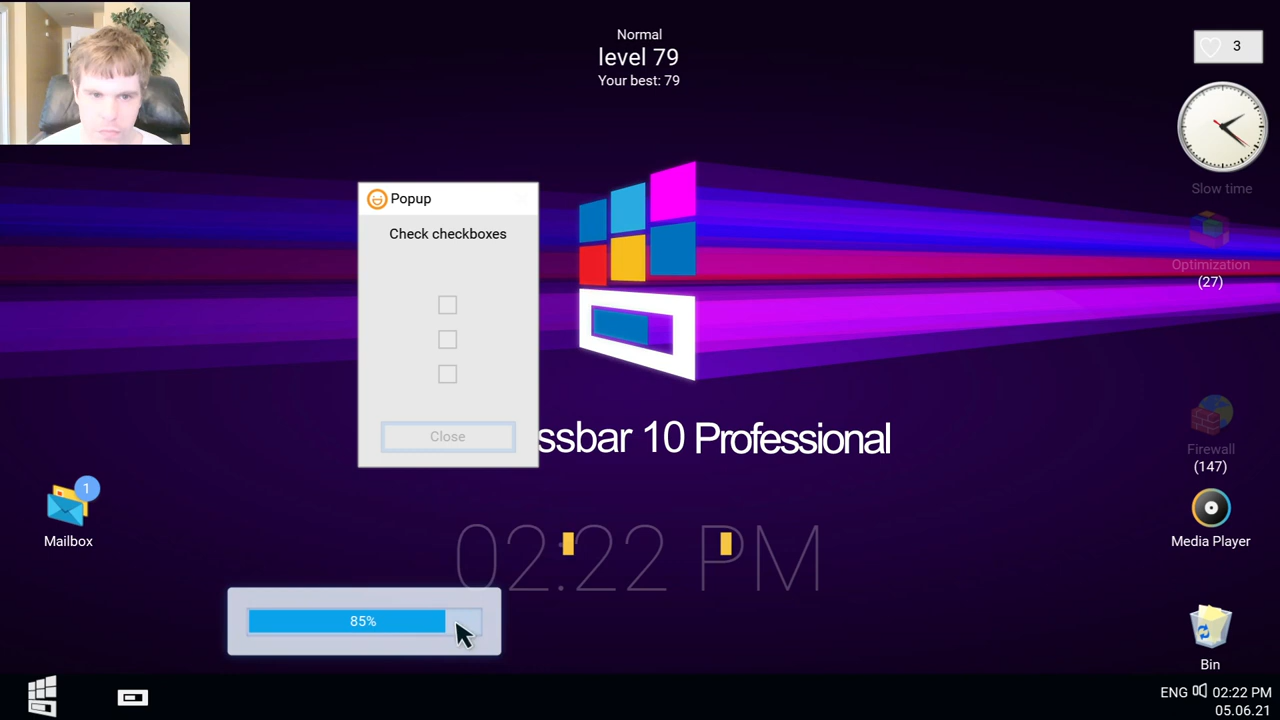 Normal
level 79
Your best: 79
3
Slow time
Popup
Check checkboxes
Optimization
(27)
Close
ssbar 10 Professional
Firewall
(147)
1
Mailbox
Media Player
02:22 PM
85%
Bin
ENG 02:22 PM
05.06.21